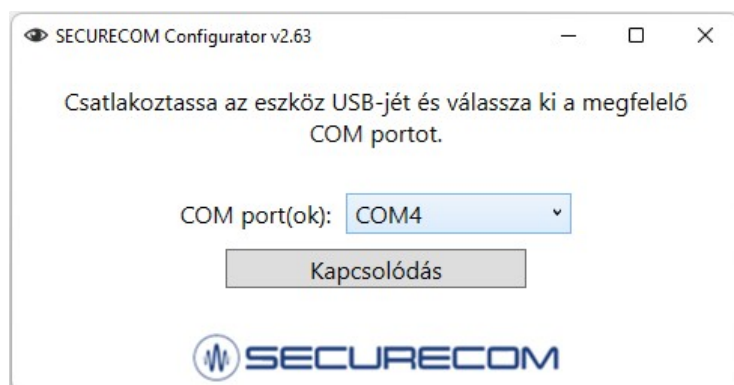 SECURECOM Configurator v2.63
Csatlakoztassa az eszköz USB-jét és válassza ki a megfelelő
COM portot.
COM port(ok): COM4
Kapcsolódás
SECURECOM